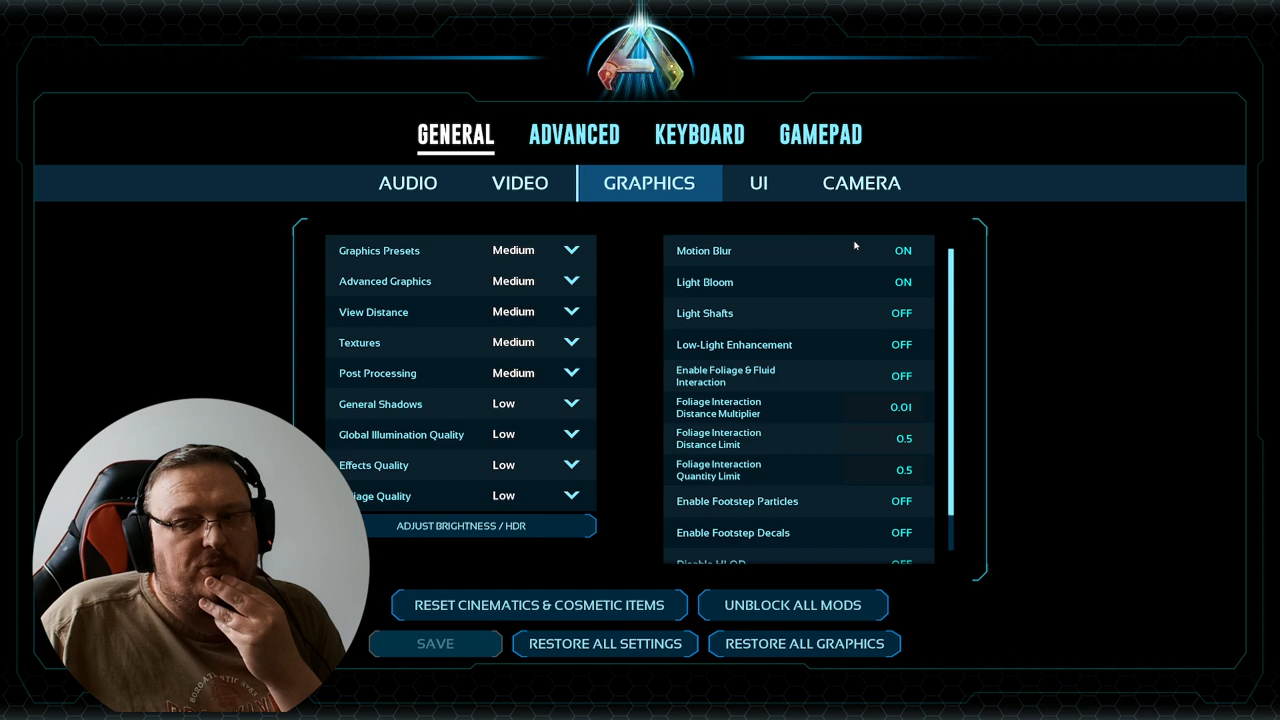 GENERAL ADVANCED KEYBOARD GAMEPAD
AUDIO VIDEO GRAPHICS UI CAMERA
Graphics Presets Medium
Advanced Graphics Medium
View Distance Medium
Textures Medium
Post Processing Medium
General Shadows Low
Global Illumination Quality Low
Effects Quality Low
iage Quality Low
ADJUST BRIGHTNESS / HDR
Motion Blur ON
Light Bloom ON
Light Shafts OFF
Low-Light Enhancement OFF
Enable Foliage & Fluid
Interaction OFF
Foliage Interaction
Distance Multiplier 0.01
Foliage Interaction
Distance Limit 0.5
Foliage Interaction
Quantity Limit 0.5
Enable Footstep Particles OFF
Enable Footstep Decals OFF
Disable HLOD OFF
RESET CINEMATICS & COSMETIC ITEMS UNBLOCK ALL MODS
SAVE RESTORE ALL SETTINGS RESTORE ALL GRAPHICS